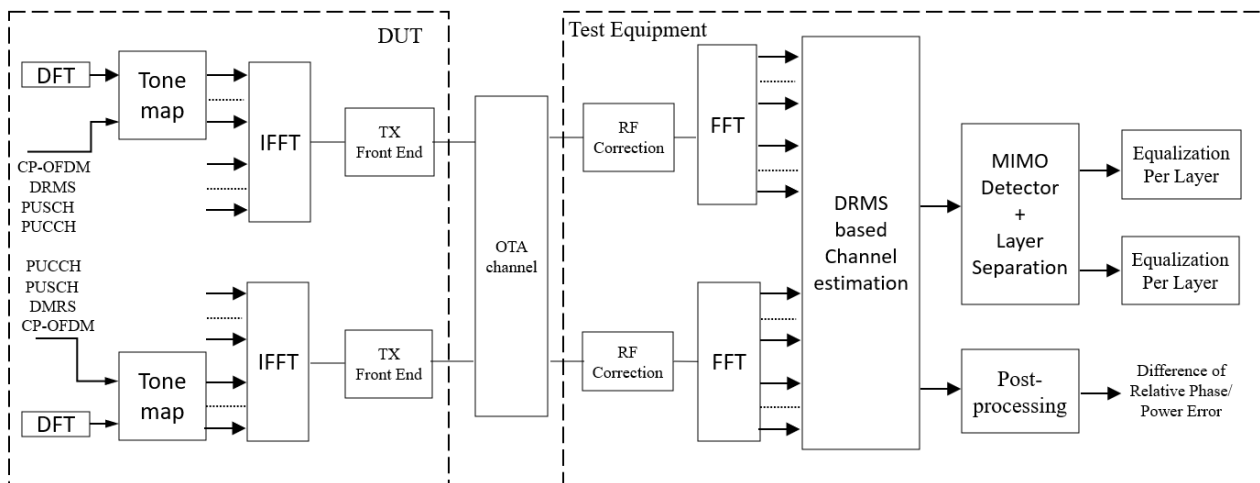 DUT
Test Equipment
DFT
Tone
map
CP-OFDM
DRMS
PUSCH
PUCCH
IFFT
TX
Front End
PUCCH
PUSCH
DMRS
CP-OFDM
DFT
Tone
map
IFFT
TX
Front End
OTA
channel
RF
Correction
FFT
RF
Correction
FFT
DRMS
based
Channel
estimation
MIMO
Detector
+
Layer
Separation
Equalization
Per Layer
Equalization
Per Layer
Post-
processing
Difference of
Relative Phase/
Power Error